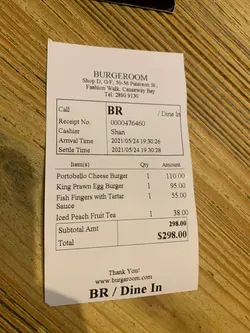 BURGEROOM
Shop D, G/F, 50-56 Paterson St,
Fashion Walk, Causeway Bay
Tel: 2890 9130
Call BR / Dine In
Receipt No. 0000476460
Cashier Shan
Arrival Time 2021/05/24 19:30:26
Settle Time 2021/05/24 19:30:28
Item(s) Qty Amount
Portobello Cheese Burger 1 110.00
King Prawn Egg Burger 1 95.00
Fish Fingers with Tartar 1 55.00
Sauce
Iced Peach Fruit Tea 1 38.00
Subtotal Amt 298.00
Total $298.00
Thank You!
www.burgeroom.com
BR / Dine In